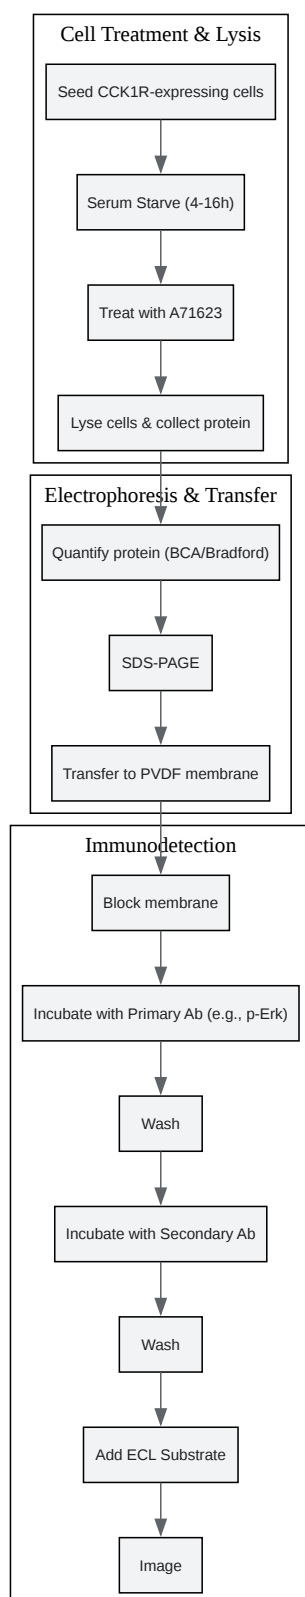 Cell Treatment & Lysis
Seed CCK1R-expressing cells
Serum Starve (4-16h)
Treat with A71623
Lyse cells & collect protein
Electrophoresis & Transfer
Quantify protein (BCA/Bradford)
SDS-PAGE
Transfer to PVDF membrane
Immunodetection
Block membrane
Incubate with Primary Ab (e.g., p-Erk)
Wash
Incubate with Secondary Ab
Wash
Add ECL Substrate
Image